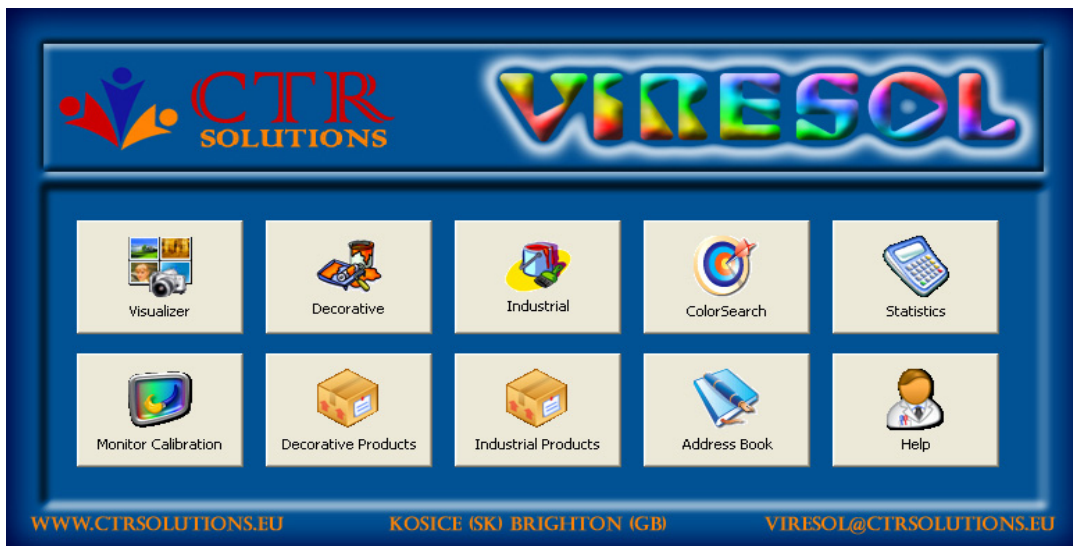 CTR
SOLUTIONS
VIRESOL
Visualizer
Decorative
Industrial
ColorSearch
Statistics
Monitor Calibration
Decorative Products
Industrial Products
Address Book
Help
WWW.CTRSOLUTIONS.EU
KOSICE (SK) BRIGHTON (GB)
VIRESOL@CTRSOLUTIONS.EU